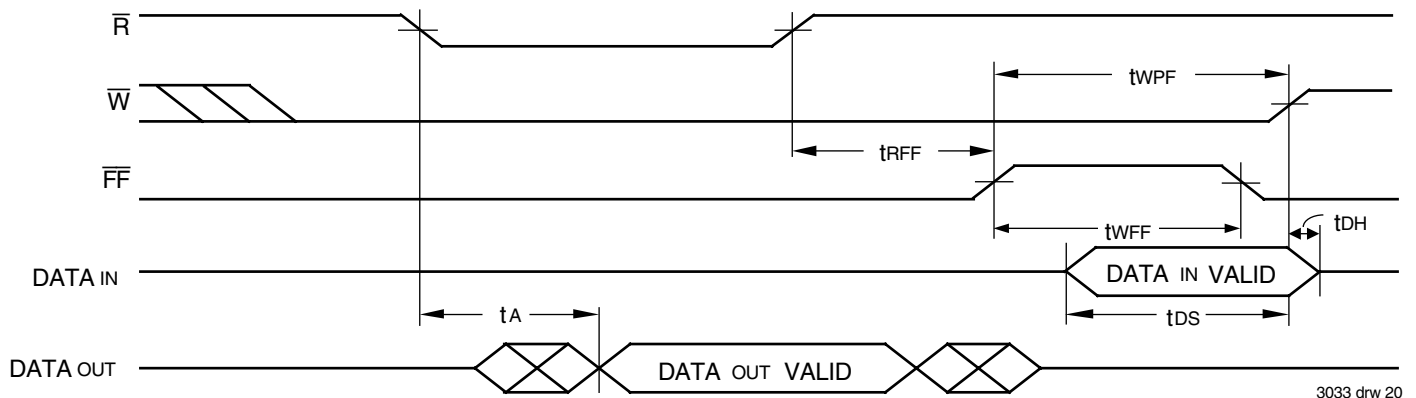 R̅
W̅
tWPF
tRFF
F̅F̅
tWFF
tDH
DATA IN
DATA IN VALID
tA
tDS
DATA OUT
DATA OUT VALID
3033 drw 20